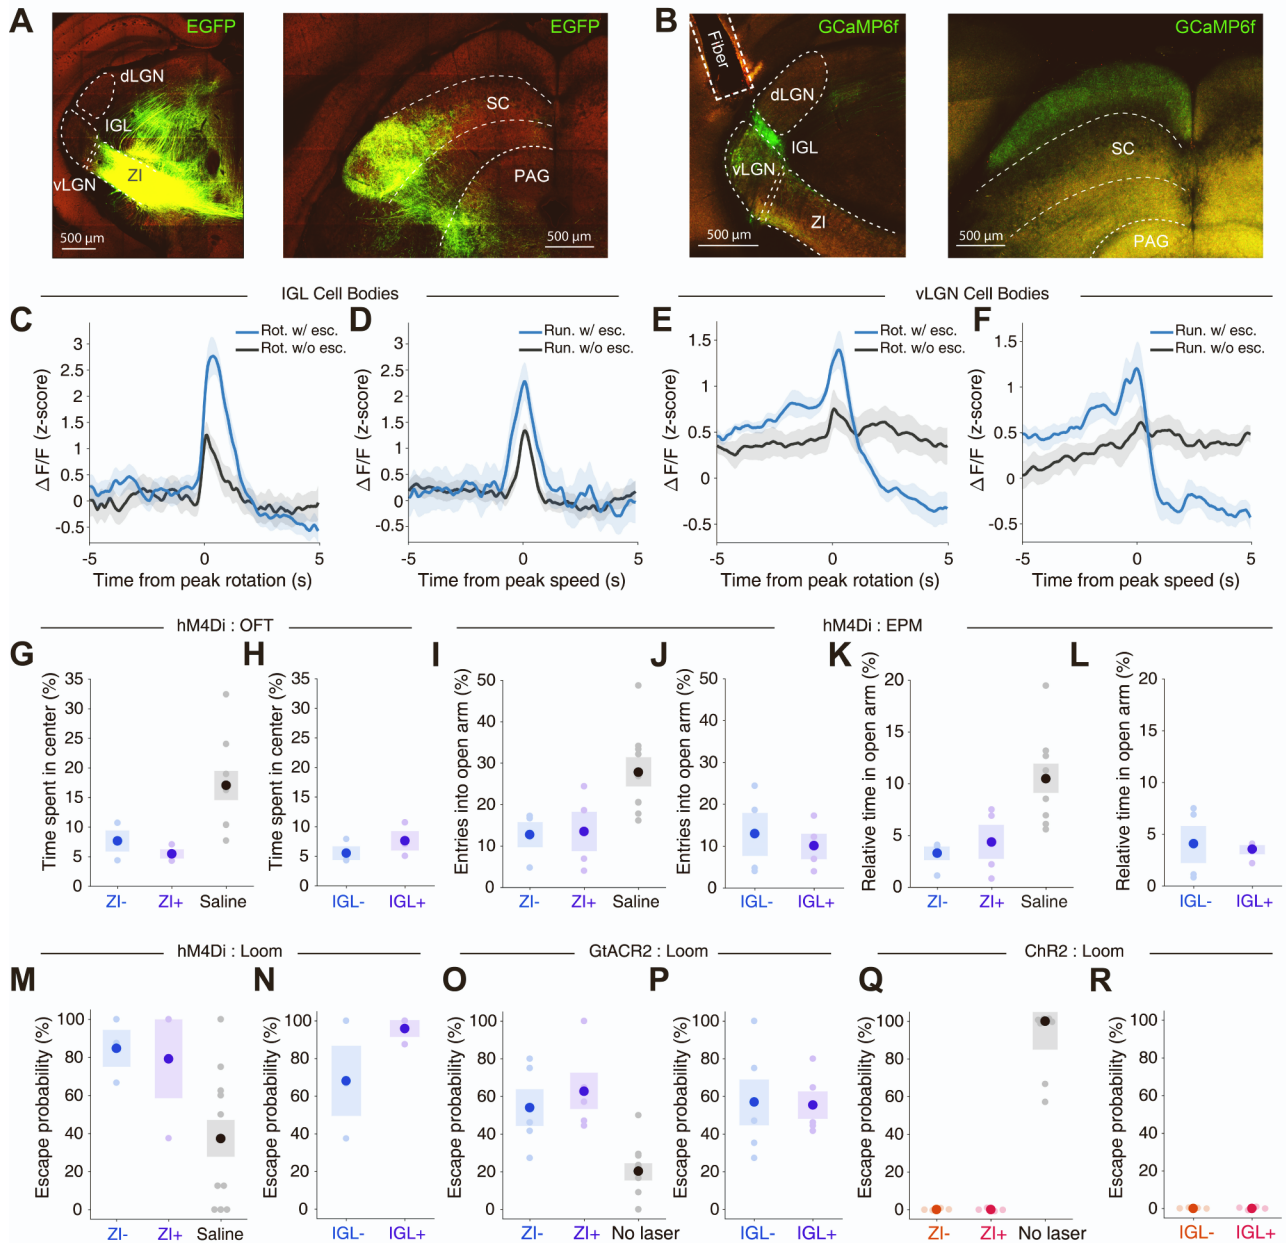 A
EGFP
dLGN
IGL
vLGN
ZI
500 µm
EGFP
SC
PAG
500 µm
B
GCaMP6f
Fiber
dLGN
IGL
vLGN
ZI
500 µm
GCaMP6f
SC
PAG
500 µm
IGL Cell Bodies
vLGN Cell Bodies
C
Rot. w/ esc.
Rot. w/o esc.
ΔF/F (z-score)
3
2.5
2
1.5
1
0.5
0
-0.5
-5
0
5
Time from peak rotation (s)
D
Run. w/ esc.
Run. w/o esc.
ΔF/F (z-score)
3
2.5
2
1.5
1
0.5
0
-0.5
-5
0
5
Time from peak speed (s)
E
Rot. w/ esc.
Rot. w/o esc.
ΔF/F (z-score)
1.5
1
0.5
0
-0.5
-5
0
5
Time from peak rotation (s)
F
Run. w/ esc.
Run. w/o esc.
ΔF/F (z-score)
1.5
1
0.5
0
-0.5
-5
0
5
Time from peak speed (s)
hM4Di : OFT
hM4Di : EPM
G
Time spent in center (%)
35
30
25
20
15
10
5
0
ZI-
ZI+
Saline
H
Time spent in center (%)
35
30
25
20
15
10
5
0
IGL-
IGL+
I
Entries into open arm (%)
50
40
30
20
10
0
ZI-
ZI+
Saline
J
Entries into open arm (%)
50
40
30
20
10
0
IGL-
IGL+
K
Relative time in open arm (%)
20
15
10
5
0
ZI-
ZI+
Saline
L
Relative time in open arm (%)
20
15
10
5
0
IGL-
IGL+
hM4Di : Loom
GtACR2 : Loom
ChR2 : Loom
M
Escape probability (%)
100
80
60
40
20
0
ZI-
ZI+
Saline
N
Escape probability (%)
100
80
60
40
20
0
IGL-
IGL+
O
Escape probability (%)
100
80
60
40
20
0
ZI-
ZI+
No laser
P
Escape probability (%)
100
80
60
40
20
0
IGL-
IGL+
Q
Escape probability (%)
100
80
60
40
20
0
ZI-
ZI+
No laser
R
Escape probability (%)
100
80
60
40
20
0
IGL-
IGL+